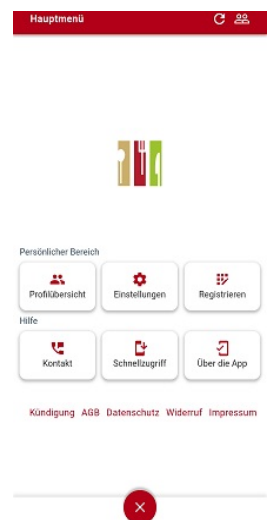 Hauptmenü
Persönlicher Bereich
Profilübersicht Einstellungen Registrieren
Hilfe
Kontakt Schnellzugriff Über die App
Kündigung AGB Datenschutz Widerruf Impressum